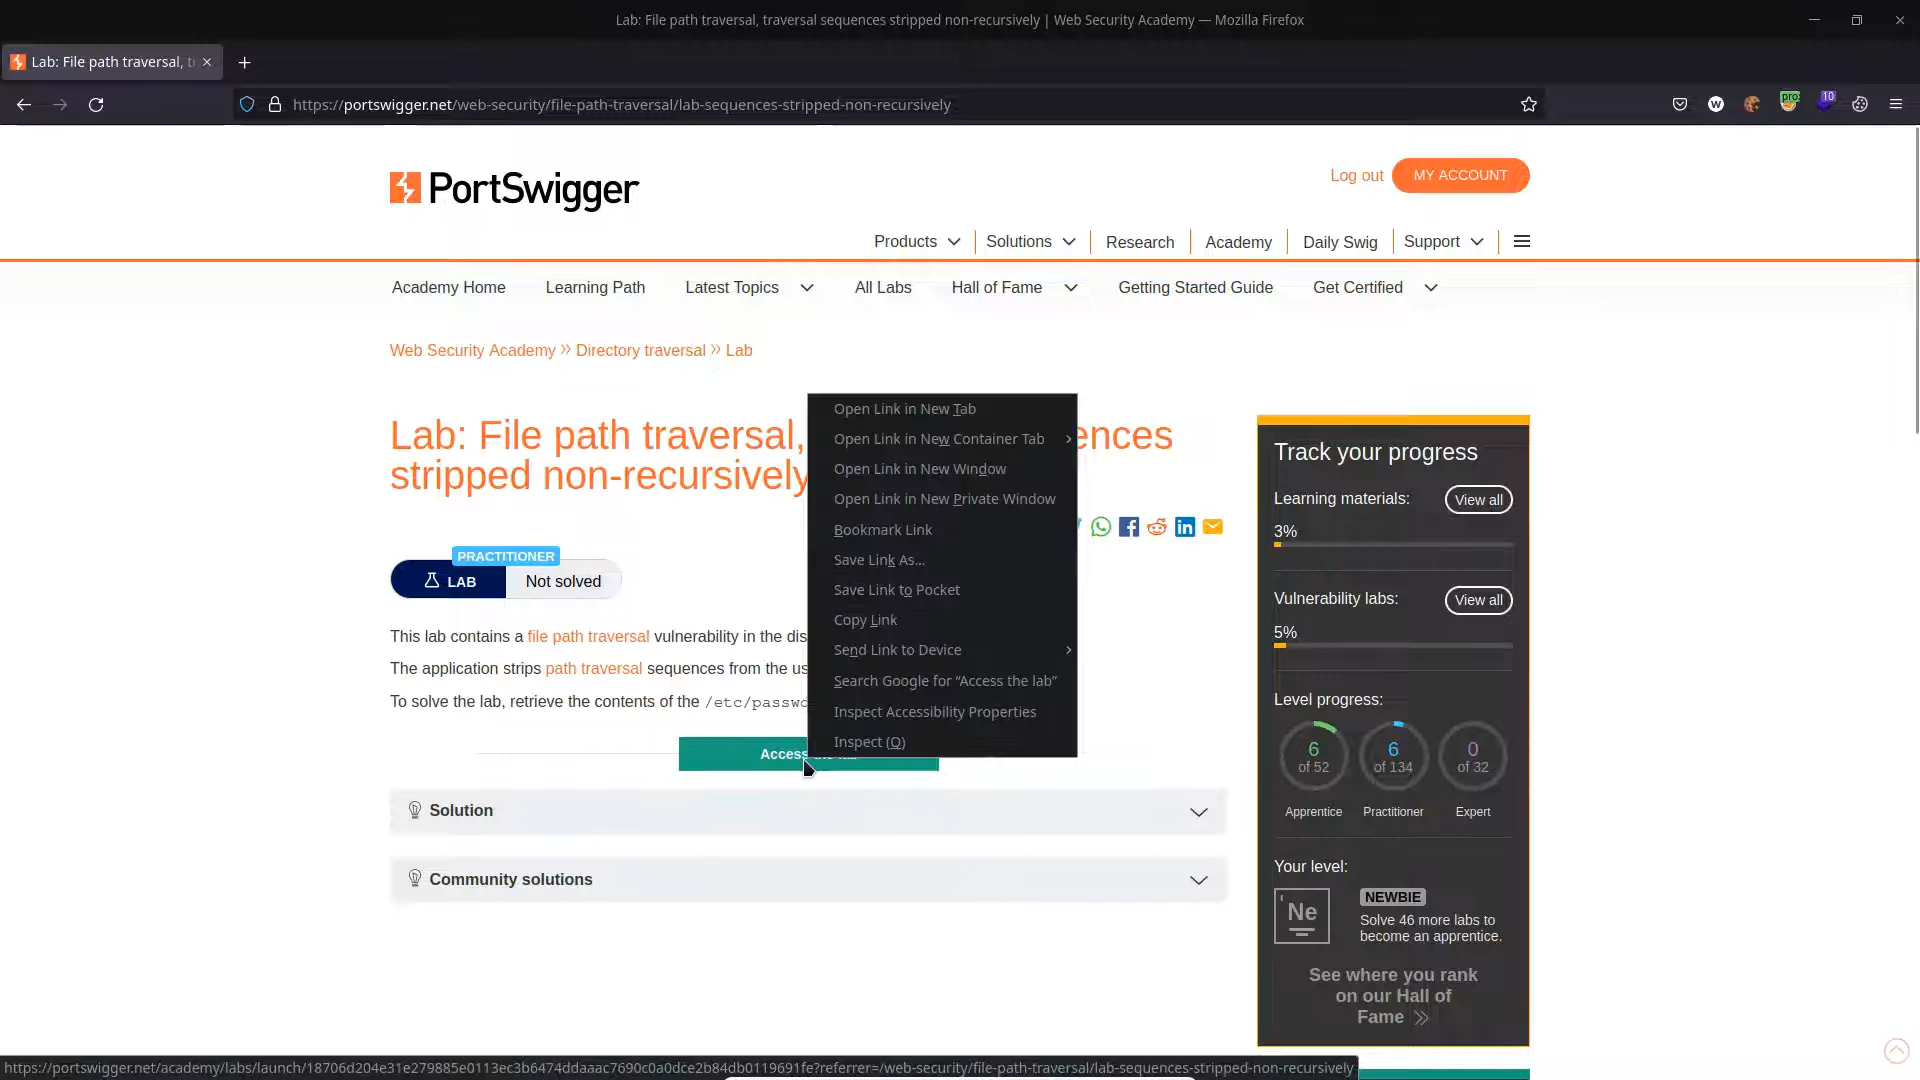 Lab: File path traversal, traversal sequences stripped non-recursively | Web Security Academy — Mozilla Firefox
Lab: File path traversal, t
https://portswigger.net/web-security/file-path-traversal/lab-sequences-stripped-non-recursively
W
pro
10
PortSwigger
Log out
MY ACCOUNT
Products
Solutions
Research
Academy
Daily Swig
Support
Academy Home
Learning Path
Latest Topics
All Labs
Hall of Fame
Getting Started Guide
Get Certified
Web Security Academy » Directory traversal » Lab
Lab: File path traversal, ences
stripped non-recursively
PRACTITIONER
LAB
Not solved
This lab contains a file path traversal vulnerability in the dis
The application strips path traversal sequences from the us
To solve the lab, retrieve the contents of the /etc/passwo
Access
Open Link in New Tab
Open Link in New Container Tab
Open Link in New Window
Open Link in New Private Window
Bookmark Link
Save Link As...
Save Link to Pocket
Copy Link
Send Link to Device
Search Google for “Access the lab”
Inspect Accessibility Properties
Inspect (Q)
Solution
Community solutions
Track your progress
Learning materials:
View all
3%
Vulnerability labs:
View all
5%
Level progress:
6
of 52
6
of 134
0
of 32
Apprentice
Practitioner
Expert
Your level:
Ne
NEWBIE
Solve 46 more labs to
become an apprentice.
See where you rank
on our Hall of
Fame »
https://portswigger.net/academy/labs/launch/18706d204e31e279885e0113ec3b6474ddaaac7690c0a0dce2b84db0119691fe?referrer=/web-security/file-path-traversal/lab-sequences-stripped-non-recursively